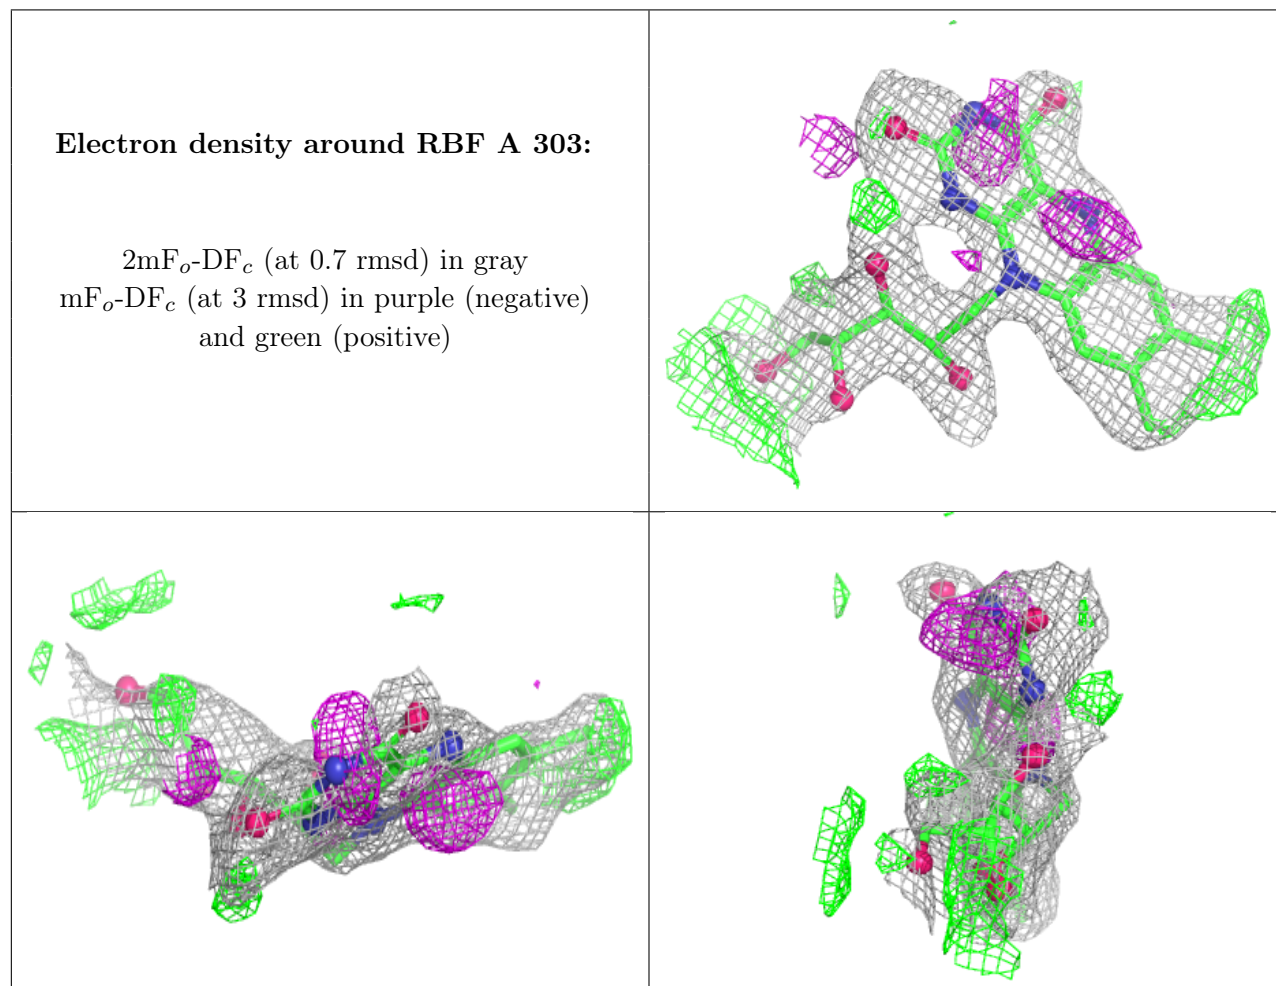 Electron density around RBF A 303:
2mFo-DFc (at 0.7 rmsd) in gray
mFo-DFc (at 3 rmsd) in purple (negative)
and green (positive)